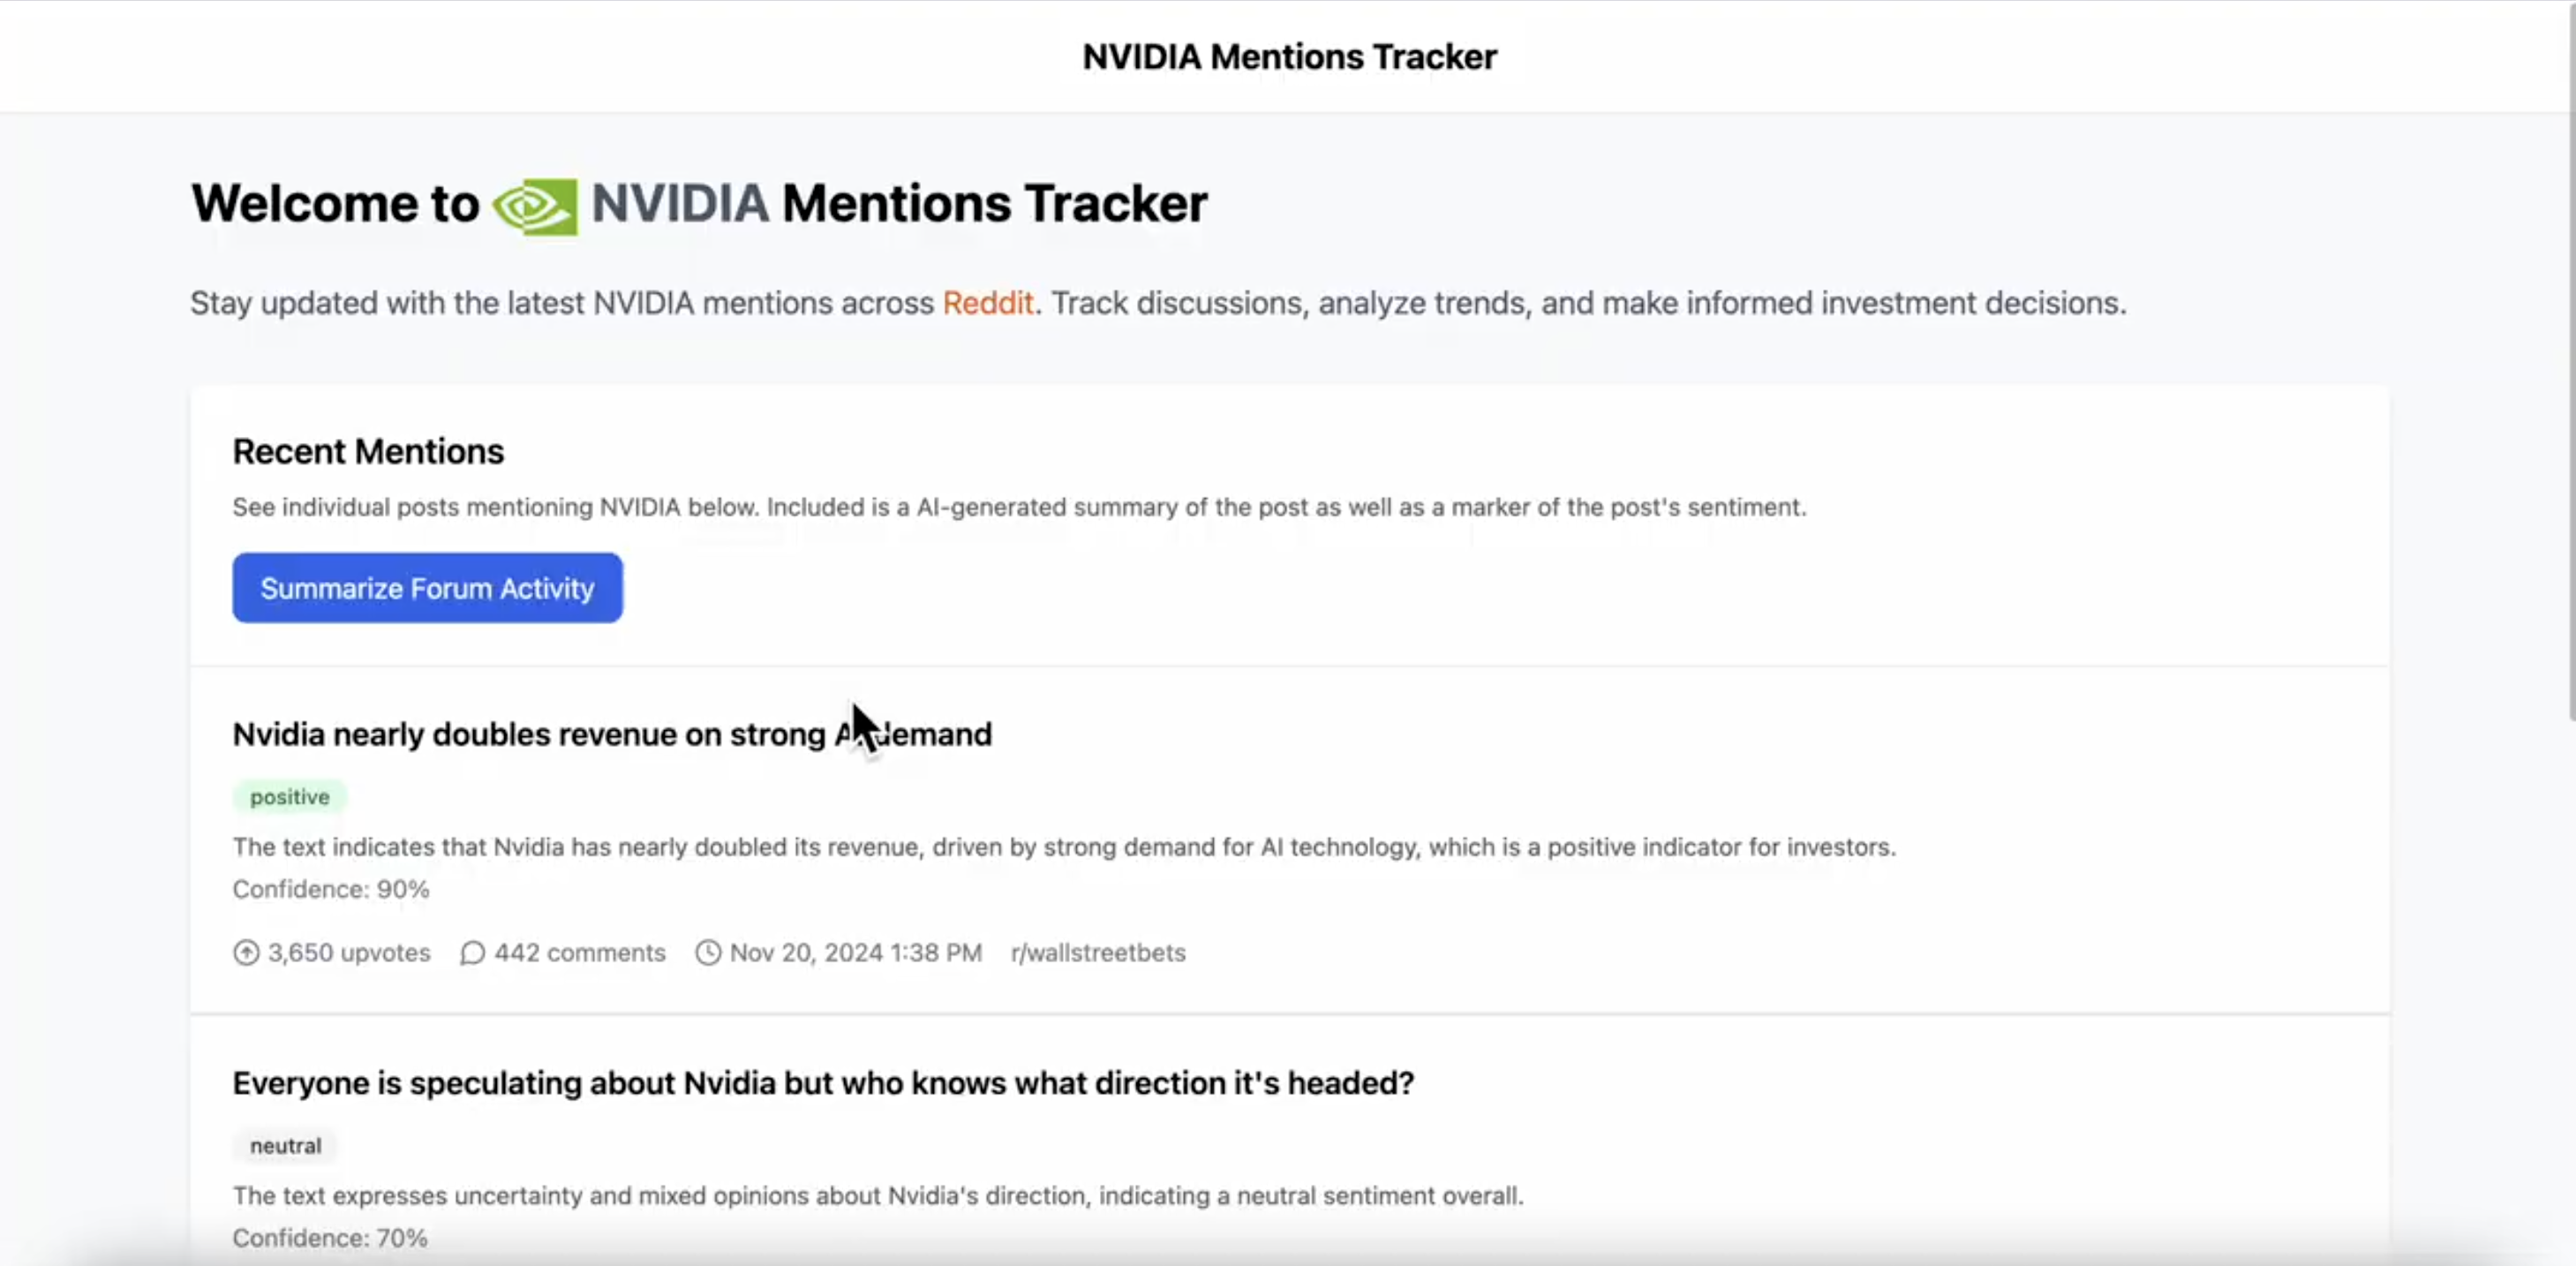 NVIDIA Mentions Tracker
Welcome to NVIDIA Mentions Tracker
Stay updated with the latest NVIDIA mentions across Reddit. Track discussions, analyze trends, and make informed investment decisions.
Recent Mentions
See individual posts mentioning NVIDIA below. Included is a AI-generated summary of the post as well as a marker of the post's sentiment.
Summarize Forum Activity
Nvidia nearly doubles revenue on strong demand
positive
The text indicates that Nvidia has nearly doubled its revenue, driven by strong demand for AI technology, which is a positive indicator for investors.
Confidence: 90%
3,650 upvotes 442 comments Nov 20, 2024 1:38 PM r/wallstreetbets
Everyone is speculating about Nvidia but who knows what direction it's headed?
neutral
The text expresses uncertainty and mixed opinions about Nvidia's direction, indicating a neutral sentiment overall.
Confidence: 70%